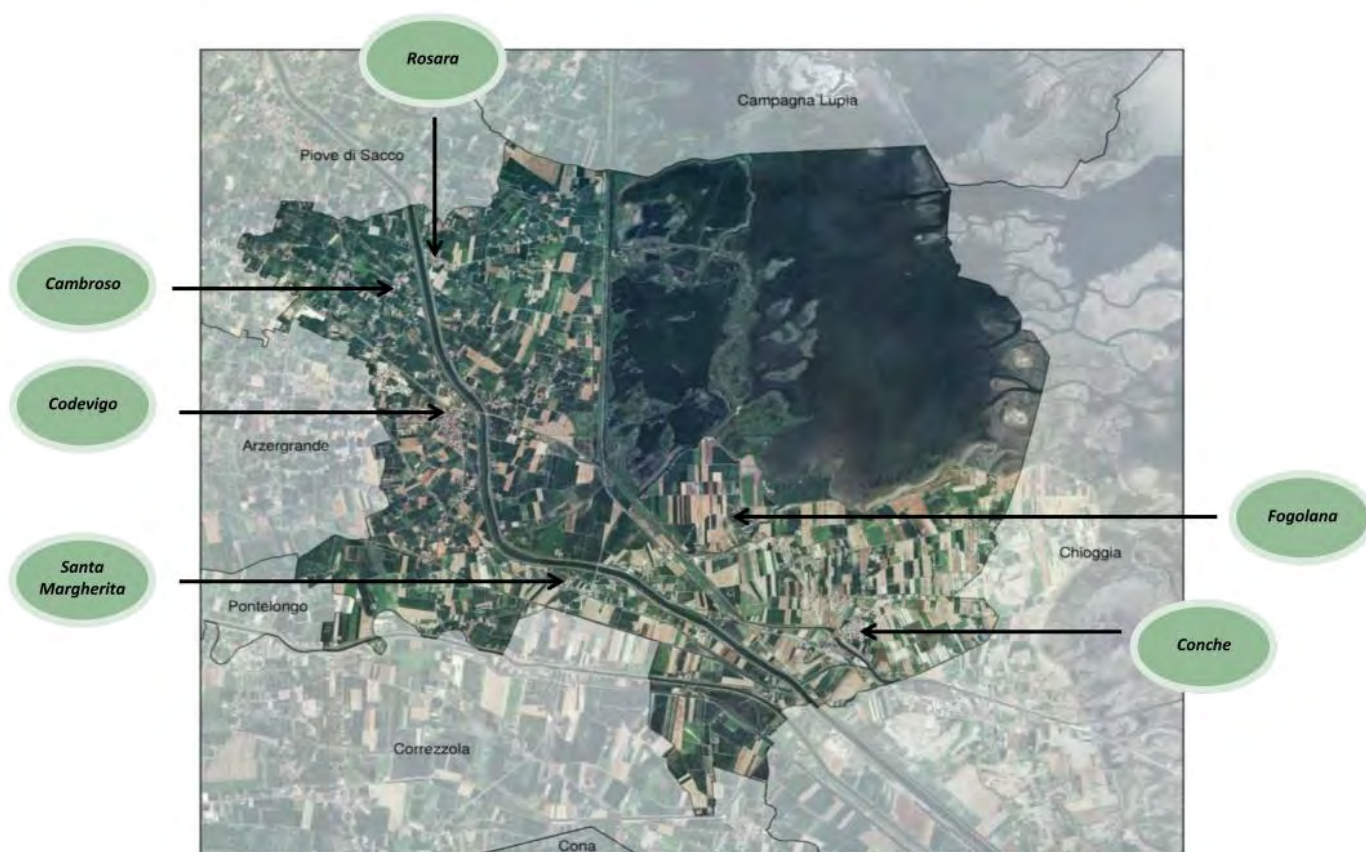 Rosara
Campagna Lupia
Piove di Sacco
Cambroso
Codevigo
Arzergrande
Fogolana
Chioggia
Santa
Margherita
Pontelongo
Conche
Correzzola
Cona